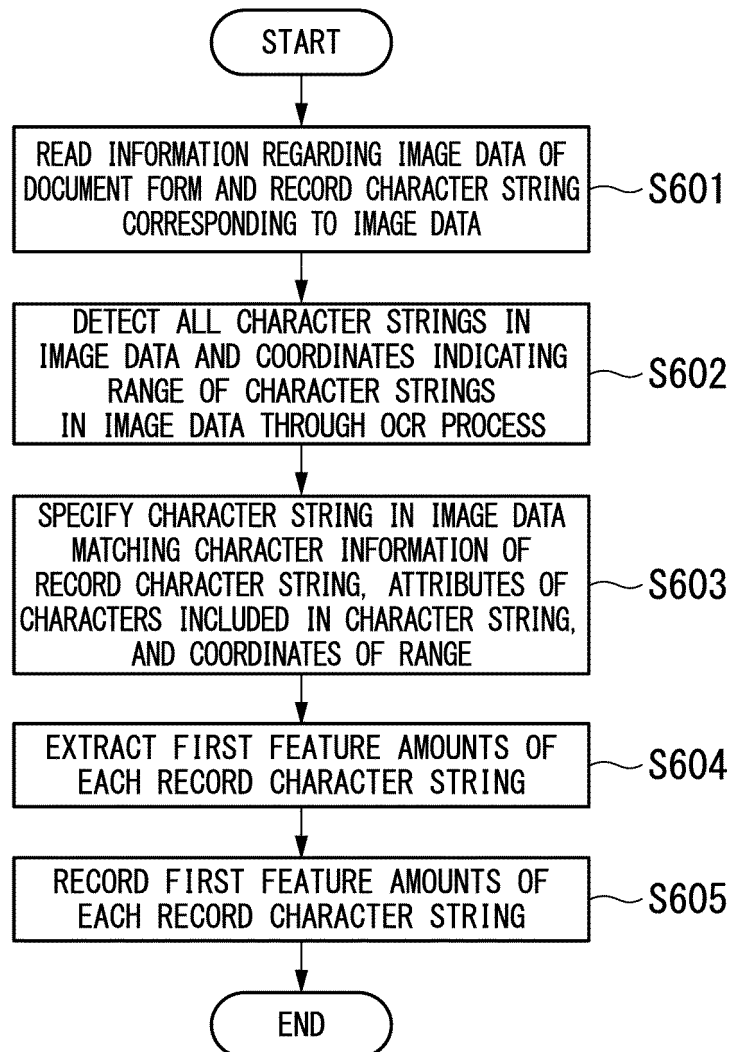 START
READ INFORMATION REGARDING IMAGE DATA OF
DOCUMENT FORM AND RECORD CHARACTER STRING
CORRESPONDING TO IMAGE DATA
S601
DETECT ALL CHARACTER STRINGS IN
IMAGE DATA AND COORDINATES INDICATING
RANGE OF CHARACTER STRINGS
IN IMAGE DATA THROUGH OCR PROCESS
S602
SPECIFY CHARACTER STRING IN IMAGE DATA
MATCHING CHARACTER INFORMATION OF
RECORD CHARACTER STRING, ATTRIBUTES OF
CHARACTERS INCLUDED IN CHARACTER STRING,
AND COORDINATES OF RANGE
S603
EXTRACT FIRST FEATURE AMOUNTS OF
EACH RECORD CHARACTER STRING
S604
RECORD FIRST FEATURE AMOUNTS OF
EACH RECORD CHARACTER STRING
S605
END